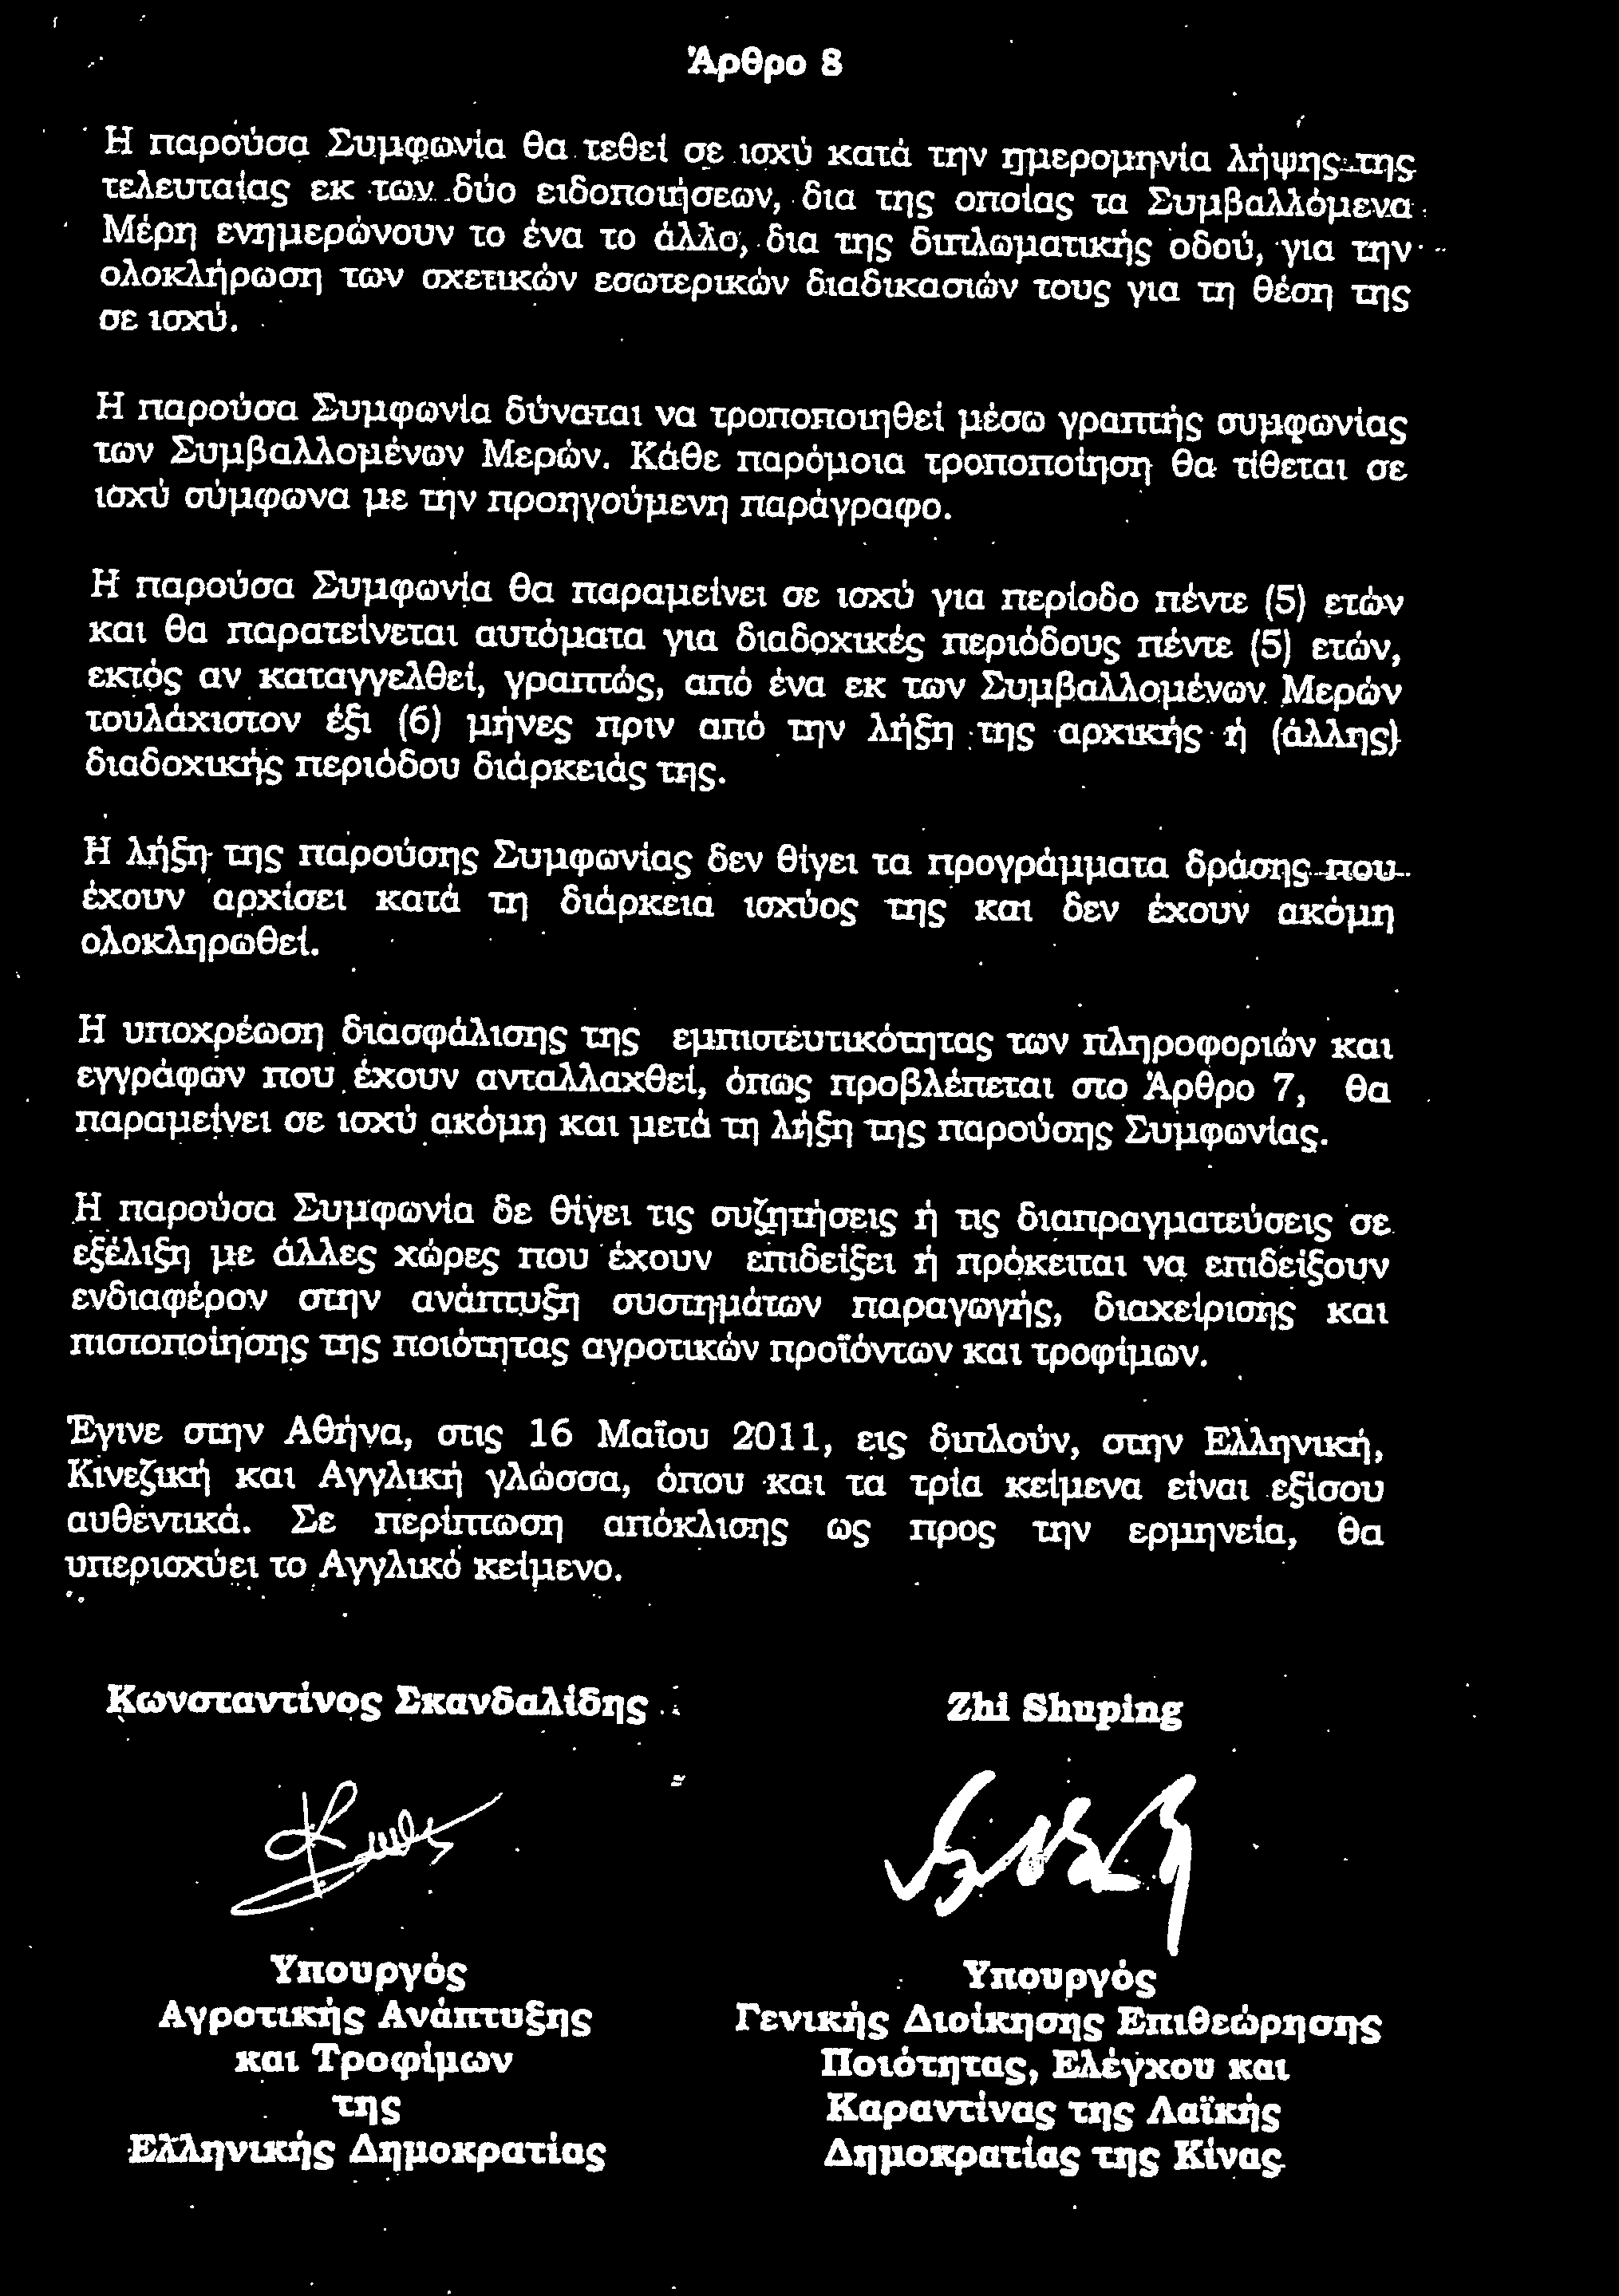 Άρθρο 8
Η παρούσα Συμφωνία θα τεθεί σε ισχύ κατά την ημερομηνία λήψης της
τελευταίας εκ των δύο ειδοποιήσεων, δια της οποίας τα Συμβαλλόμενα
Μέρη ενημερώνουν το ένα το άλλο, δια της διπλωματικής οδού, για την
ολοκλήρωση των σχετικών εσωτερικών διαδικασιών τους για τη θέση της
σε ισχύ.
Η παρούσα Συμφωνία δύναται να τροποποιηθεί μέσω γραπτής συμφωνίας
των Συμβαλλομένων Μερών. Κάθε παρόμοια τροποποίηση θα τίθεται σε
ισχύ σύμφωνα με την προηγούμενη παράγραφο.
Η παρούσα Συμφωνία θα παραμείνει σε ισχύ για περίοδο πέντε (5) ετών
και θα παρατείνεται αυτόματα για διαδοχικές περιόδους πέντε (5) ετών,
εκτός αν καταγγελθεί, γραπτώς, από ένα εκ των Συμβαλλομένων Μερών
τουλάχιστον έξι (6) μήνες πριν από την λήξη της αρχικής ή (άλλης)
διαδοχικής περιόδου διάρκειάς της.
Η λήξη της παρούσης Συμφωνίας δεν θίγει τα προγράμματα δράσης που
έχουν αρχίσει κατά τη διάρκεια ισχύος της και δεν έχουν ακόμη
ολοκληρωθεί.
Η υποχρέωση διασφάλισης της εμπιστευτικότητας των πληροφοριών και
εγγράφων που έχουν ανταλλαχθεί, όπως προβλέπεται στο Άρθρο 7, θα
παραμείνει σε ισχύ ακόμη και μετά τη λήξη της παρούσης Συμφωνίας.
Η παρούσα Συμφωνία δε θίγει τις συζητήσεις ή τις διαπραγματεύσεις σε
εξέλιξη με άλλες χώρες που έχουν επιδείξει ή πρόκειται να επιδείξουν
ενδιαφέρον στην ανάπτυξη συστημάτων παραγωγής, διαχείρισης και
πιστοποίησης της ποιότητας αγροτικών προϊόντων και τροφίμων.
Έγινε στην Αθήνα, στις 16 Μαϊου 2011, εις διπλούν, στην Ελληνική,
Κινεζική και Αγγλική γλώσσα, όπου και τα τρία κείμενα είναι εξίσου
αυθεντικά. Σε περίπτωση απόκλισης ως προς την ερμηνεία, θα
υπερισχύει το Αγγλικό κείμενο.
Κωνσταντίνος Σκανδαλίδης
Υπουργός
Αγροτικής Ανάπτυξης
και Τροφίμων
της
Ελληνικής Δημοκρατίας
Zhi Shuping
Υπουργός
Γενικής Διοίκησης Επιθεώρησης
Ποιότητας, Ελέγχου και
Καραντίνας της Λαϊκής
Δημοκρατίας της Κίνας